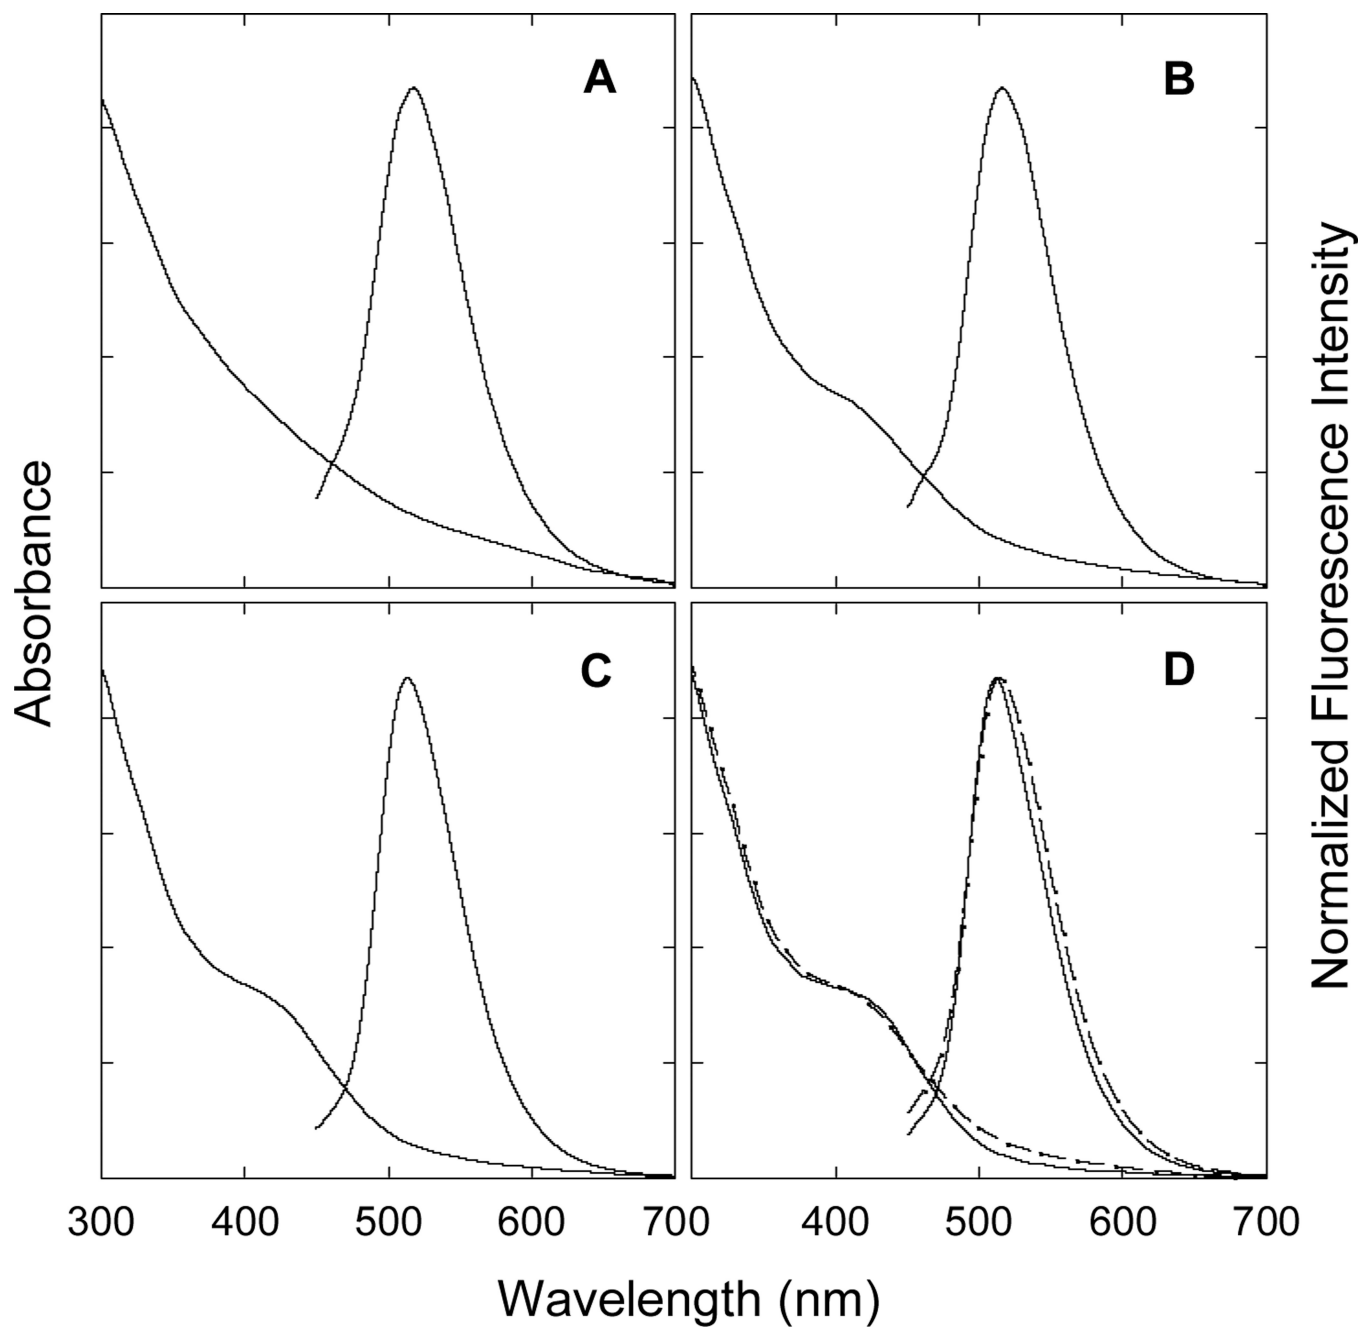 A
B
Absorbance
Normalized Fluorescence Intensity
C
D
300 400 500 600 700 400 500 600 700
Wavelength (nm)